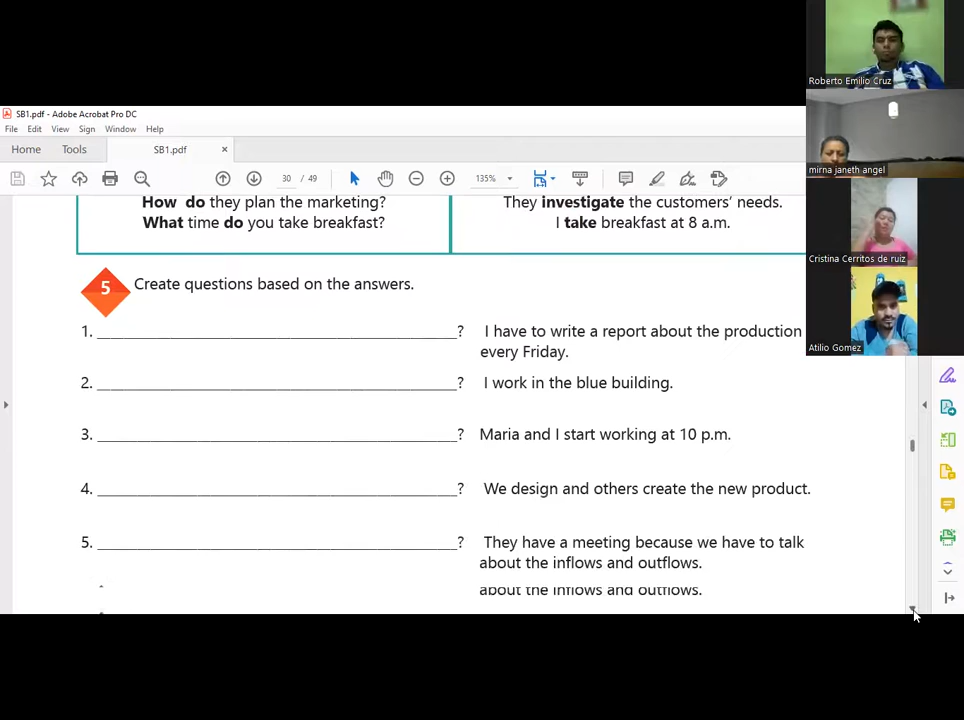 Roberto Emilio Cruz
SB1.pdf - Adobe Acrobat Pro DC
File Edit View Sign Window Help
Home Tools SB1.pdf ×
30 / 49 135%
mirna janeth angel
How do they plan the marketing? They investigate the customers' needs.
What time do you take breakfast? I take breakfast at 8 a.m.
Cristina Cerritos de ruiz
5 Create questions based on the answers.
1. ? I have to write a report about the production
every Friday.
Atilio Gomez
2. ? I work in the blue building.
3. ? Maria and I start working at 10 p.m.
4. ? We design and others create the new product.
5. ? They have a meeting because we have to talk
about the inflows and outflows.
about the inflows and outflows.